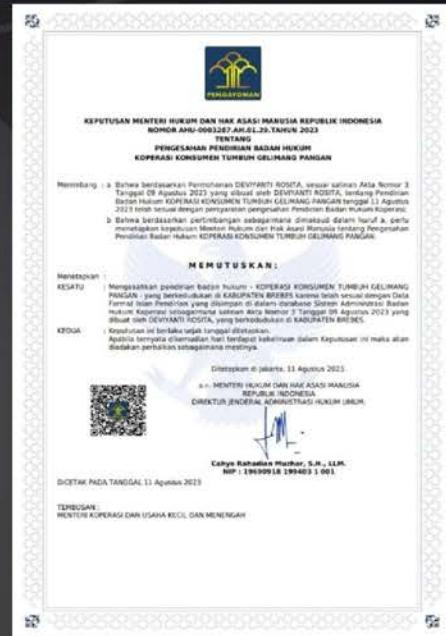 PENGAYOMAN
KEPUTUSAN MENTERI HUKUM DAN HAK ASASI MANUSIA REPUBLIK INDONESIA
NOMOR AHU-0003287.AH.01.29.TAHUN 2023
TENTANG
PENGESAHAN PENDIRIAN BADAN HUKUM
KOPERASI KONSUMEN TUMBUH GELIMANG PANGAN
Menimbang : a Bahwa berdasarkan Permohonan DEVIYANTI ROSITA, sesuai salinan Akta Nomor 3
Tanggal 09 Agustus 2023 yang dibuat oleh DEVIYANTI ROSITA, tentang Pendirian
Badan Hukum KOPERASI KONSUMEN TUMBUH GELIMANG PANGAN tanggal 11 Agustus
2023 telah sesuai dengan persyaratan pengesahan Pendirian Badan Hukum Koperasi;
b Bahwa berdasarkan pertimbangan sebagaimana dimaksud dalam huruf a, perlu
menetapkan keputusan Menteri Hukum dan Hak Asasi Manusia tentang Pengesahan
Pendirian Badan Hukum KOPERASI KONSUMEN TUMBUH GELIMANG PANGAN;
MEMUTUSKAN:
Menetapkan :
KESATU : Mengesahkan pendirian badan hukum - KOPERASI KONSUMEN TUMBUH GELIMANG
PANGAN - yang berkedudukan di KABUPATEN BREBES karena telah sesuai dengan Data
Format Isian Pendirian yang disimpan di dalam database Sistem Administrasi Badan
Hukum Koperasi sebagaimana salinan Akta Nomor 3 Tanggal 09 Agustus 2023 yang
dibuat oleh DEVIYANTI ROSITA, yang berkedudukan di KABUPATEN BREBES.
KEDUA : Keputusan ini berlaku sejak tanggal ditetapkan.
Apabila ternyata dikemudian hari terdapat kekeliruan dalam Keputusan ini maka akan
diadakan perbaikan sebagaimana mestinya.
Ditetapkan di Jakarta, 11 Agustus 2023.
a.n. MENTERI HUKUM DAN HAK ASASI MANUSIA
REPUBLIK INDONESIA
DIREKTUR JENDERAL ADMINISTRASI HUKUM UMUM,
Cahyo Rahadian Muzhar, S.H., LLM.
NIP : 19690918 199403 1 001
DICETAK PADA TANGGAL 11 Agustus 2023
TEMBUSAN :
MENTERI KOPERASI DAN USAHA KECIL DAN MENENGAH